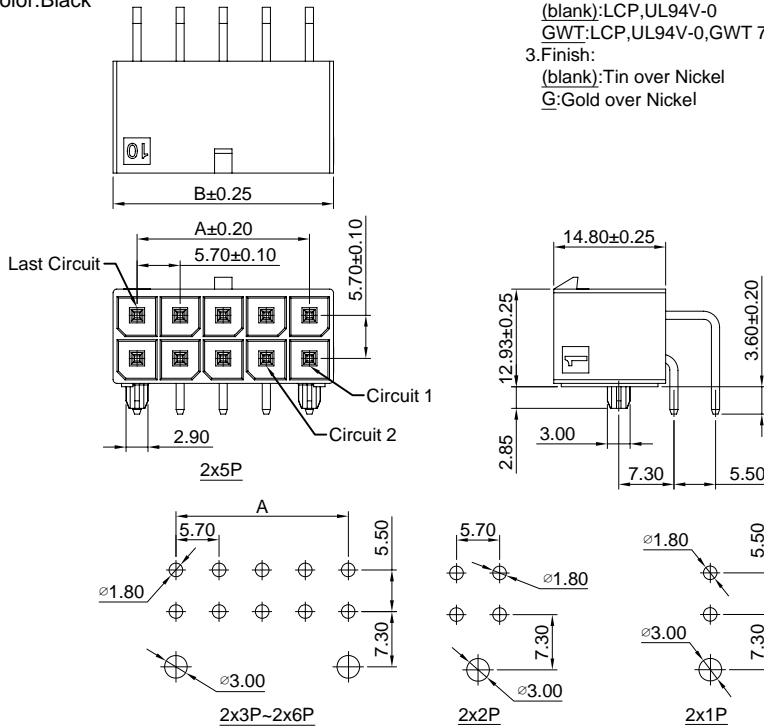 olor:Black
(blank):LCP,UL94V-0
GWT:LCP,UL94V-0,GWT 7
3.Finish:
(blank):Tin over Nickel
G:Gold over Nickel
10
B±0.25
A±0.20
5.70±0.10
5.70±0.10
Last Circuit
Circuit 1
Circuit 2
2.90
2x5P
14.80±0.25
12.93±0.25
3.60±0.20
2.85
3.00
7.30
5.50
A
5.70
5.50
⌀1.80
7.30
⌀3.00
2x3P~2x6P
5.70
⌀1.80
7.30
⌀3.00
2x2P
⌀1.80
5.50
⌀3.00
7.30
2x1P